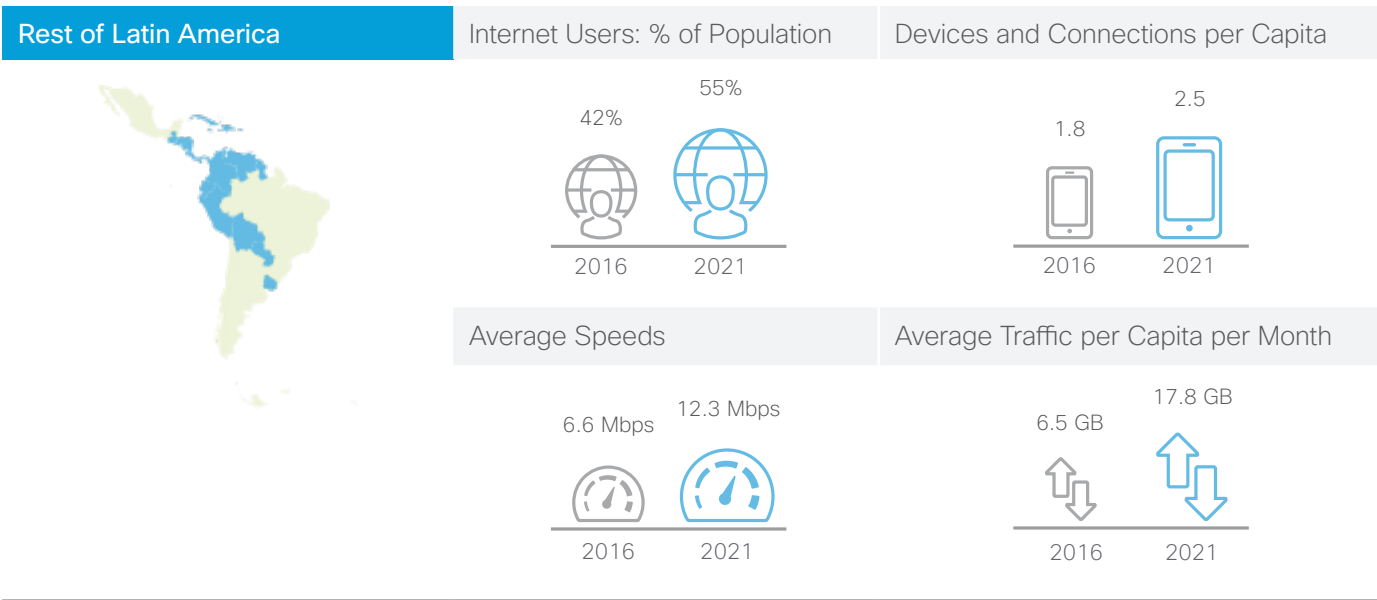 Rest of Latin America
Internet Users: % of Population
Devices and Connections per Capita
42%
55%
2016
2021
1.8
2.5
2016
2021
Average Speeds
Average Traffic per Capita per Month
6.6 Mbps
12.3 Mbps
2016
2021
6.5 GB
17.8 GB
2016
2021